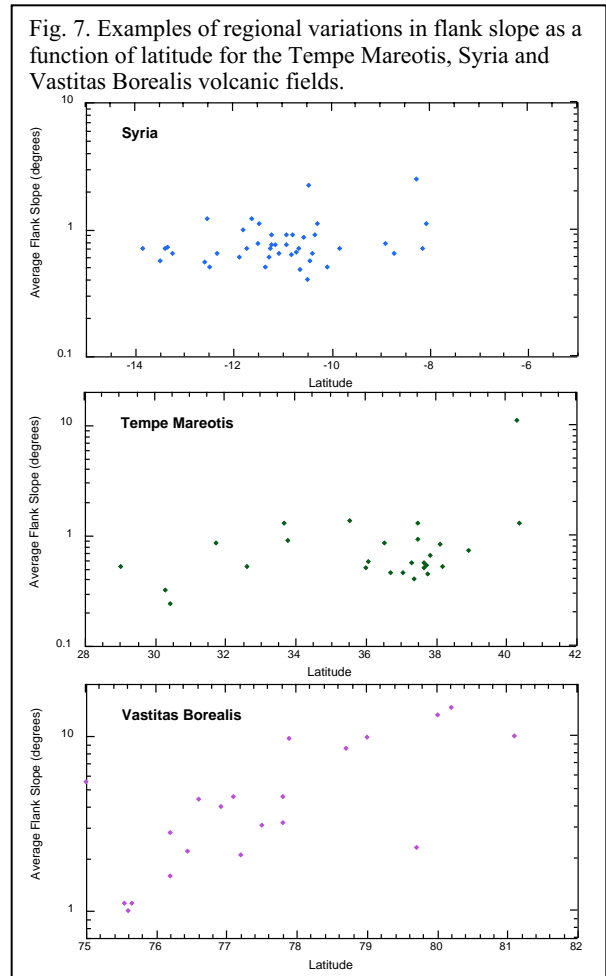 Fig. 7. Examples of regional variations in flank slope as a
function of latitude for the Tempe Mareotis, Syria and
Vastitas Borealis volcanic fields.
10
Syria
Average Flank Slope (degrees)
1
0.1
-14 -12 -10 -8 -6
Latitude
Tempe Mareotis
10
Average Flank Slope (degrees)
1
0.1
28 30 32 34 36 38 40 42
Latitude
Vastitas Borealis
10
Average Flank Slope (degrees)
1
75 76 77 78 79 80 81 82
Latitude